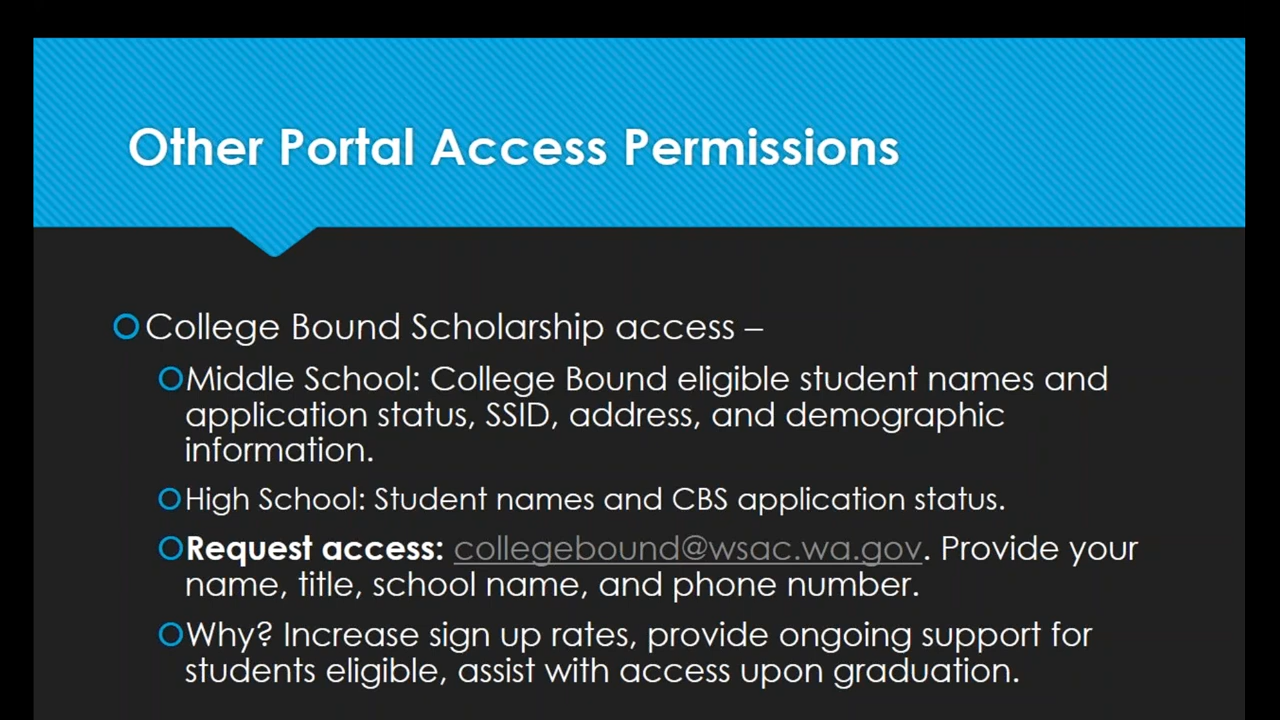 Other Portal Access Permissions
College Bound Scholarship access –
Middle School: College Bound eligible student names and
application status, SSID, address, and demographic
information.
High School: Student names and CBS application status.
Request access: collegebound@wsac.wa.gov. Provide your
name, title, school name, and phone number.
Why? Increase sign up rates, provide ongoing support for
students eligible, assist with access upon graduation.